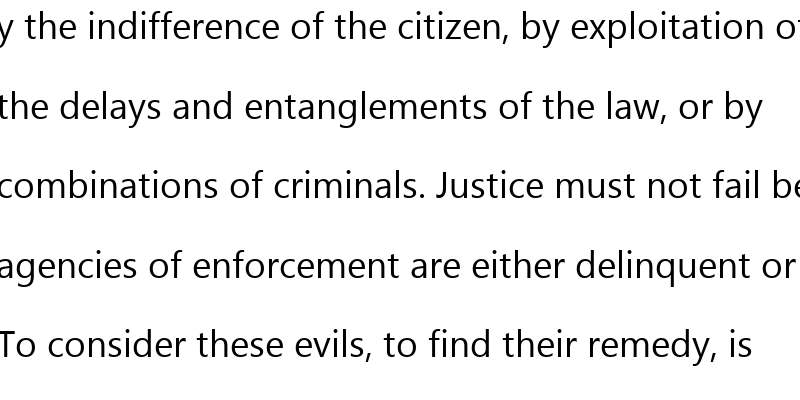 y the indifference of the citizen, by exploitation of
the delays and entanglements of the law, or by
combinations of criminals. Justice must not fail be
agencies of enforcement are either delinquent or
To consider these evils, to find their remedy, is